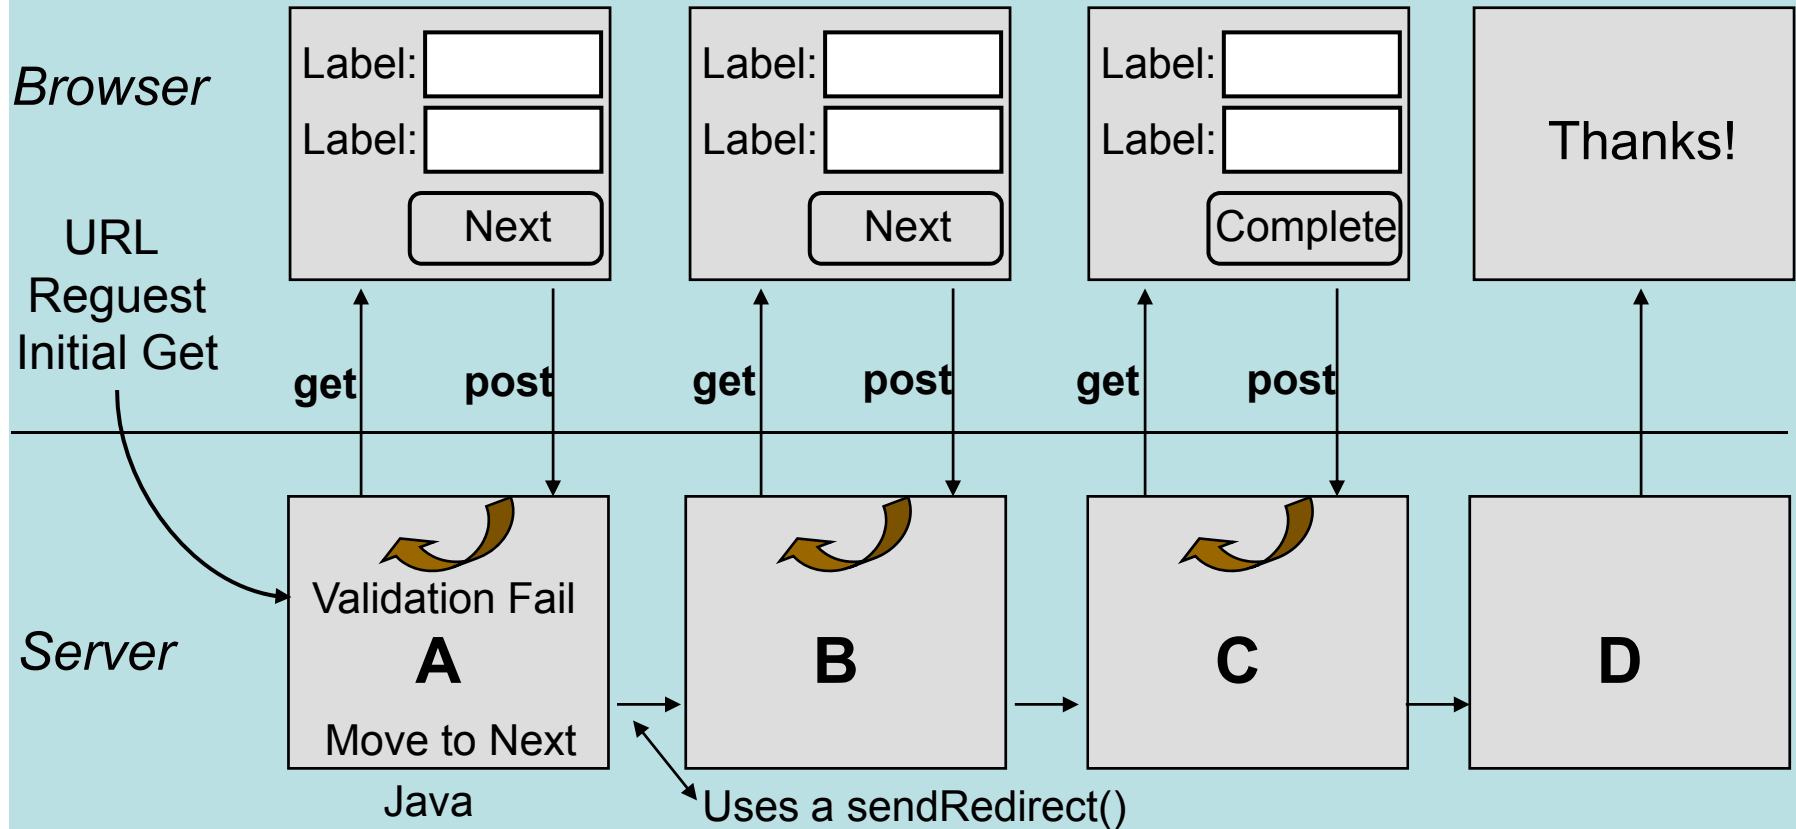 Browser
Label:
Label:
Next
Label:
Label:
Next
Label:
Label:
Complete
Thanks!
URL
Reguest
Initial Get
get
post
get
post
get
post
Server
Validation Fail
A
Move to Next
Java
B
C
D
Uses a sendRedirect()